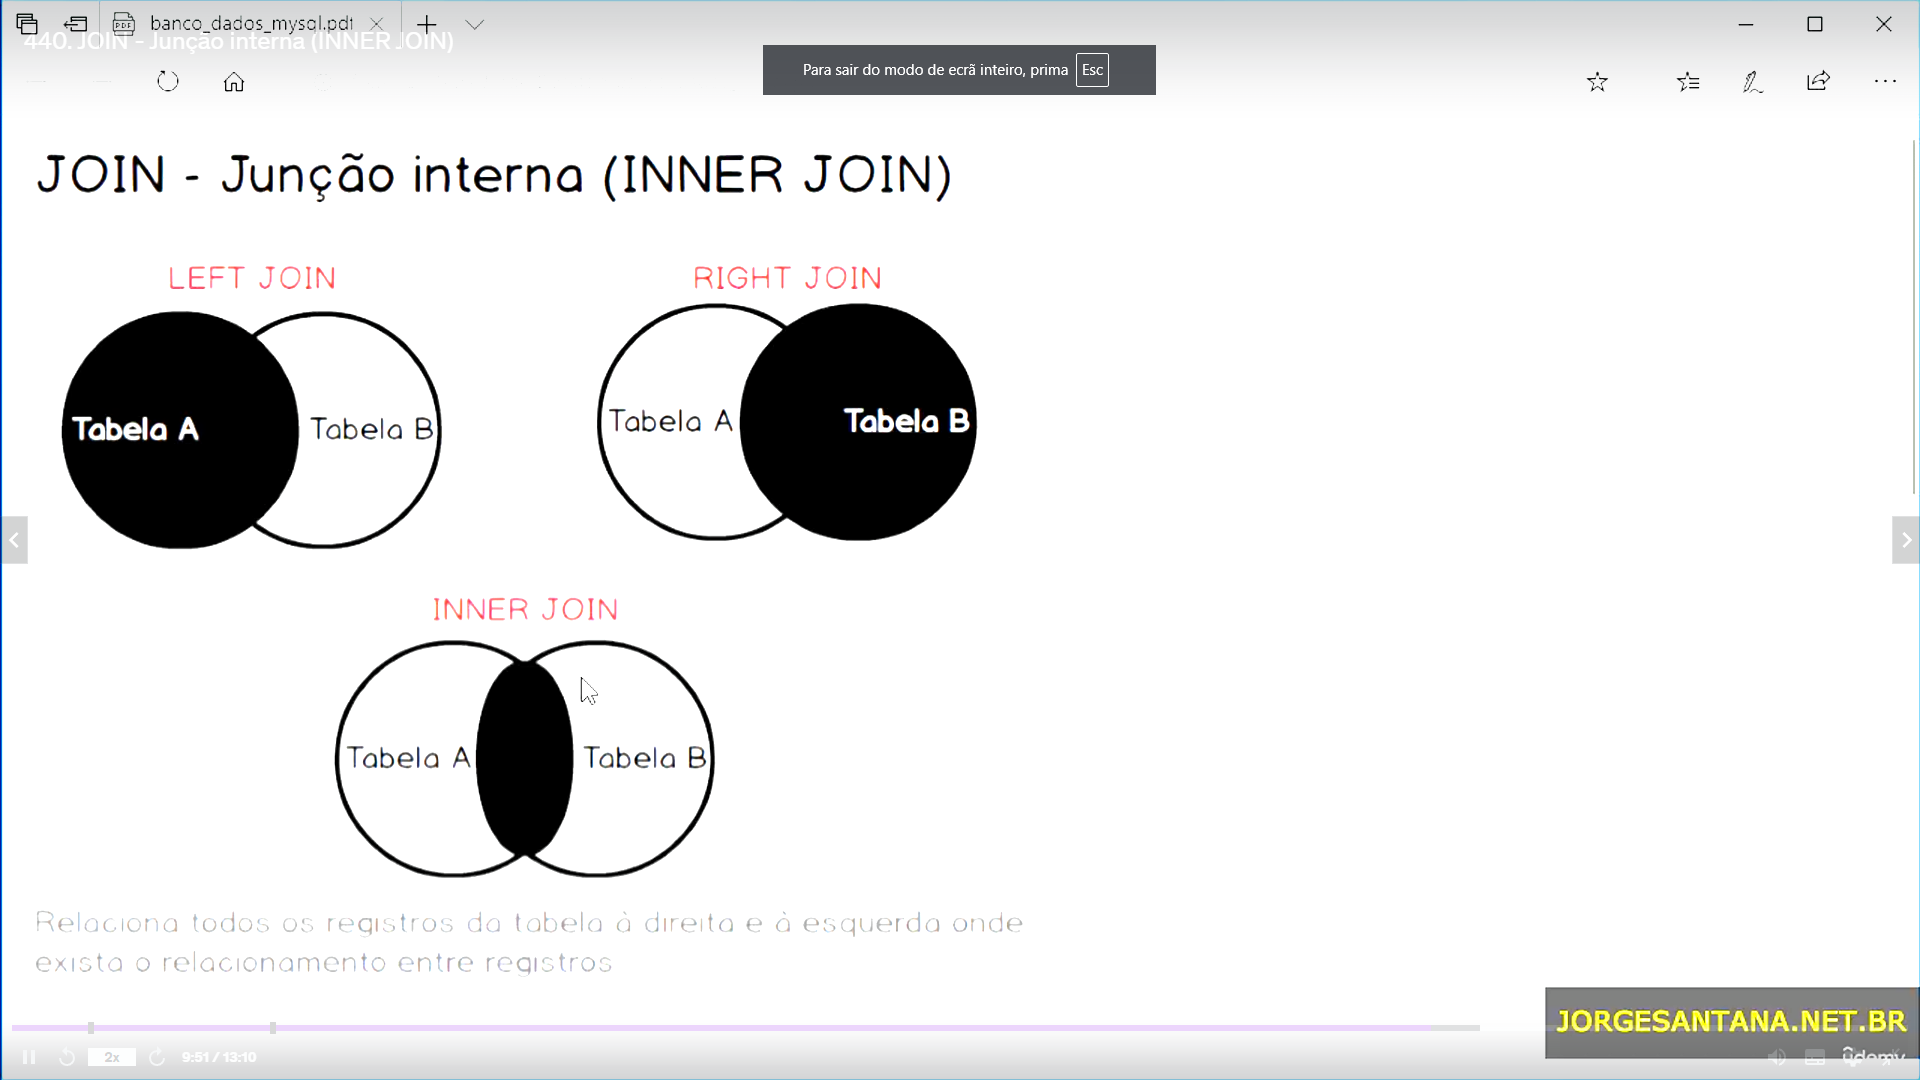 banco_dados_mysql.pdf
440. JOIN - Junção interna (INNER JOIN)
Para sair do modo de ecrã inteiro, prima Esc
JOIN - Junção interna (INNER JOIN)
LEFT JOIN
RIGHT JOIN
Tabela A
Tabela B
Tabela A
Tabela B
INNER JOIN
Tabela A
Tabela B
Relaciona todos os registros da tabela à direita e à esquerda onde
exista o relacionamento entre registros
JORGESANTANA.NET.BR
2x
9:51 / 13:10
ûdemy